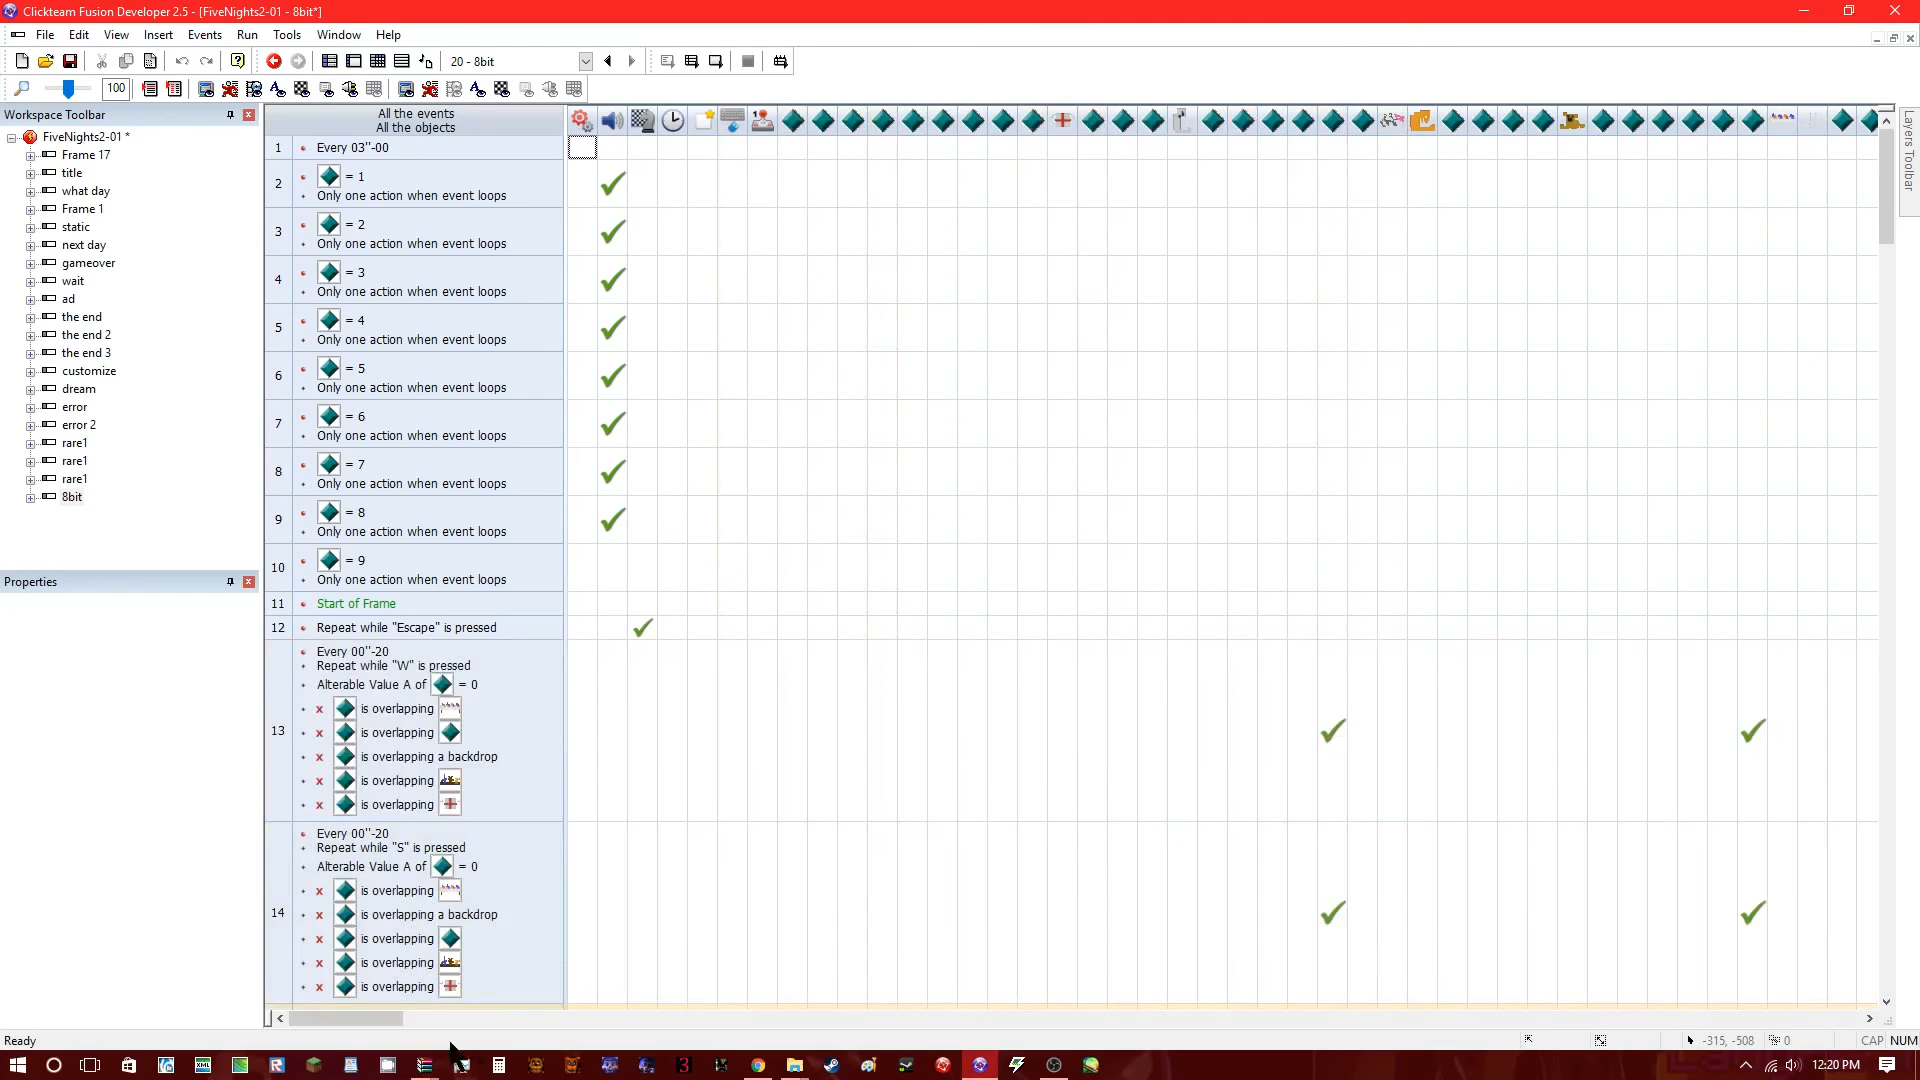 Clickteam Fusion Developer 2.5 - [FiveNights2-01 - 8bit*]
File Edit View Insert Events Run Tools Window Help
20 - 8bit
100
Workspace Toolbar
FiveNights2-01 *
Frame 17
title
what day
Frame 1
static
next day
gameover
wait
ad
the end
the end 2
the end 3
customize
dream
error
error 2
rare1
rare1
rare1
8bit
Properties
All the events
All the objects
1 Every 03"-00
2 = 1
Only one action when event loops
3 = 2
Only one action when event loops
4 = 3
Only one action when event loops
5 = 4
Only one action when event loops
6 = 5
Only one action when event loops
7 = 6
Only one action when event loops
8 = 7
Only one action when event loops
9 = 8
Only one action when event loops
10 = 9
Only one action when event loops
11 Start of Frame
12 Repeat while "Escape" is pressed
13 Every 00"-20
Repeat while "W" is pressed
Alterable Value A of = 0
X is overlapping
X is overlapping
X is overlapping a backdrop
X is overlapping
X is overlapping
14 Every 00"-20
Repeat while "S" is pressed
Alterable Value A of = 0
X is overlapping
X is overlapping a backdrop
X is overlapping
X is overlapping
X is overlapping
Layers Toolbar
Ready
-315, -508
0
CAP NUM
12:20 PM